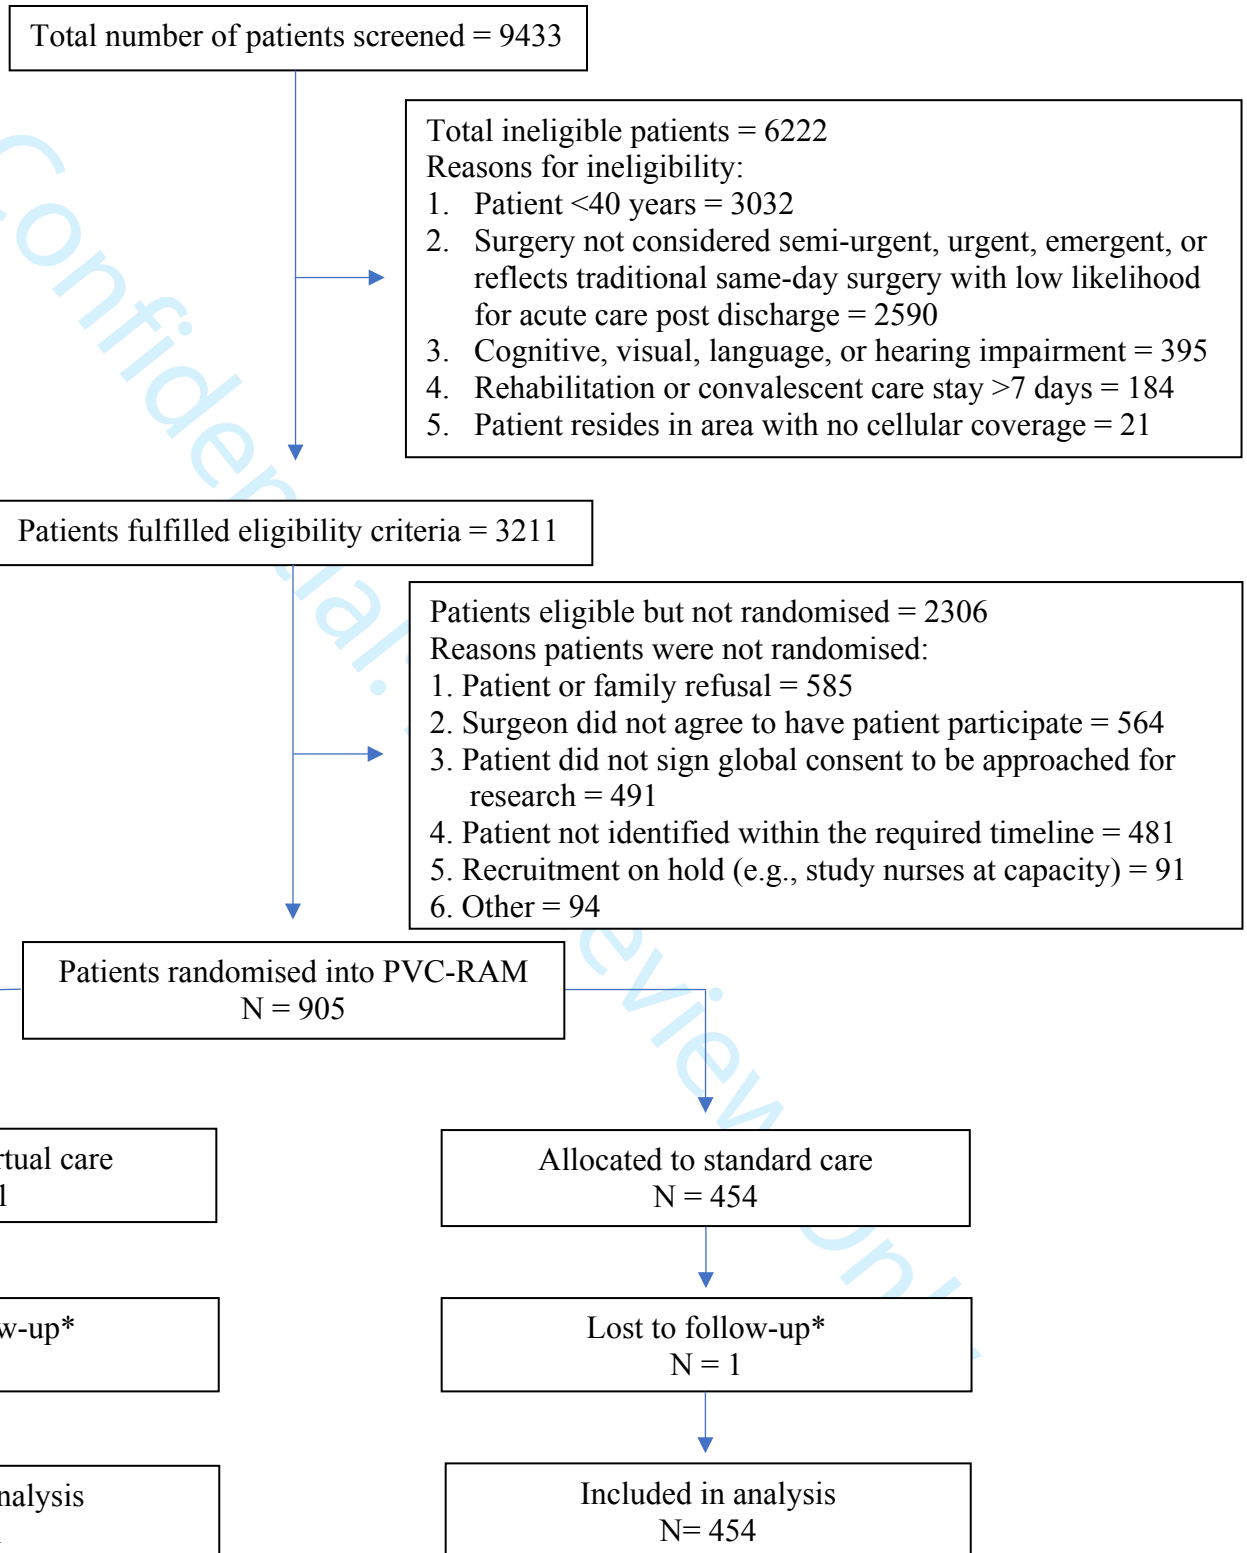 Total number of patients screened = 9433
Total ineligible patients = 6222
Reasons for ineligibility:
1. Patient <40 years = 3032
2. Surgery not considered semi-urgent, urgent, emergent, or
reflects traditional same-day surgery with low likelihood
for acute care post discharge = 2590
3. Cognitive, visual, language, or hearing impairment = 395
4. Rehabilitation or convalescent care stay >7 days = 184
5. Patient resides in area with no cellular coverage = 21
Patients fulfilled eligibility criteria = 3211
Patients eligible but not randomised = 2306
Reasons patients were not randomised:
1. Patient or family refusal = 585
2. Surgeon did not agree to have patient participate = 564
3. Patient did not sign global consent to be approached for
research = 491
4. Patient not identified within the required timeline = 481
5. Recruitment on hold (e.g., study nurses at capacity) = 91
6. Other = 94
Patients randomised into PVC-RAM
N = 905
care
Allocated to standard care
N = 454
Lost to follow-up*
N = 1
Included in analysis
N= 454
Confidential: